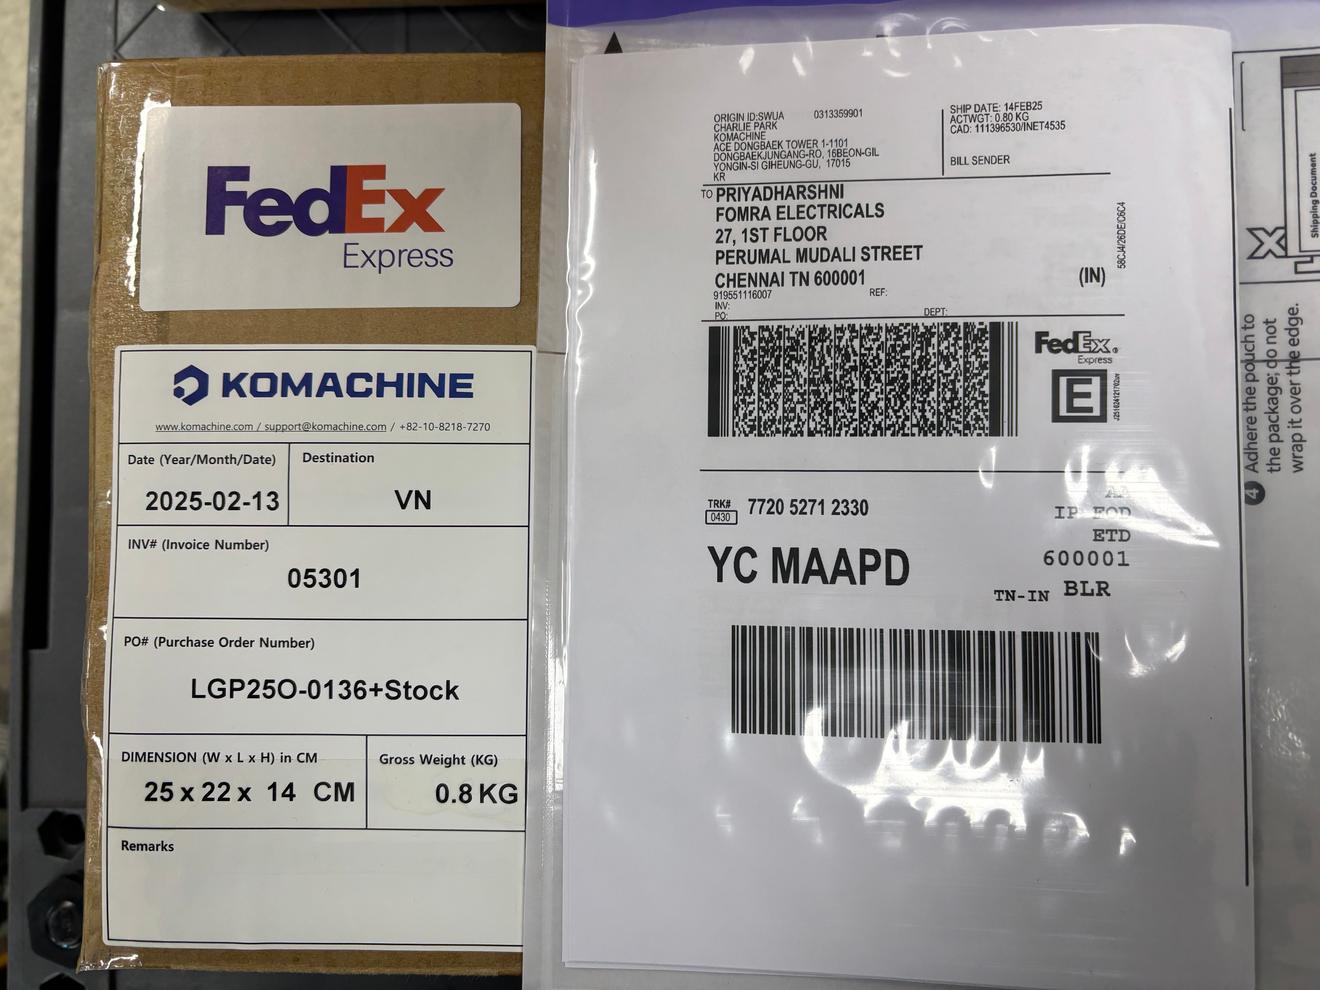 FedEx
Express
KOMACHINE
www.komachine.com / support@komachine.com / +82-10-8218-7270
Date (Year/Month/Date)
Destination
2025-02-13
VN
INV# (Invoice Number)
05301
PO# (Purchase Order Number)
LGP25O-0136+Stock
DIMENSION (W x L x H) in CM
Gross Weight (KG)
25 x 22 x 14 CM
0.8 KG
Remarks
ORIGIN ID:SWUA 0313359901
CHARLIE PARK
KOMACHINE
ACE DONGBAEK TOWER 1-1101
DONGBAEKJUNGANG-RO, 16BEON-GIL
YONGIN-SI GIHEUNG-GU, 17015
KR
SHIP DATE: 14FEB25
ACTWGT: 0.80 KG
CAD: 111396530/INET4535
BILL SENDER
TO PRIYADHARSHNI
FOMRA ELECTRICALS
27, 1ST FLOOR
PERUMAL MUDALI STREET
CHENNAI TN 600001
(IN)
919551116007
REF:
INV:
PO:
DEPT:
58CJ4/26DE/C6C4
FedEx
Express
E
TRK#
0430
7720 5271 2330
IP EOD
ETD
YC MAAPD
600001
TN-IN BLR
X
Shipping Document
4 Adhere the pouch to
the package; do not
wrap it over the edge.